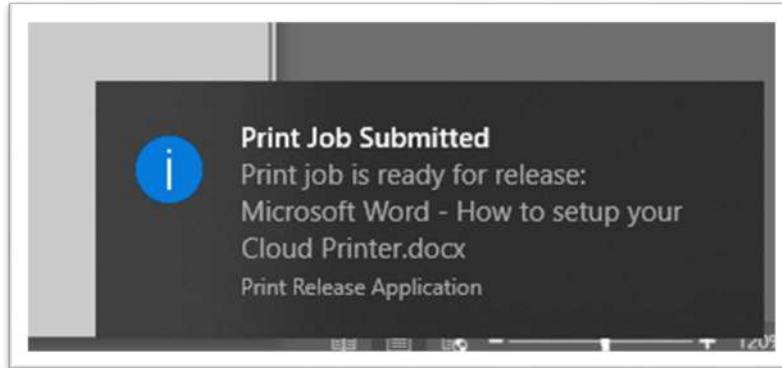 Print Job Submitted
Print job is ready for release:
Microsoft Word - How to setup your
Cloud Printer.docx
Print Release Application
120%